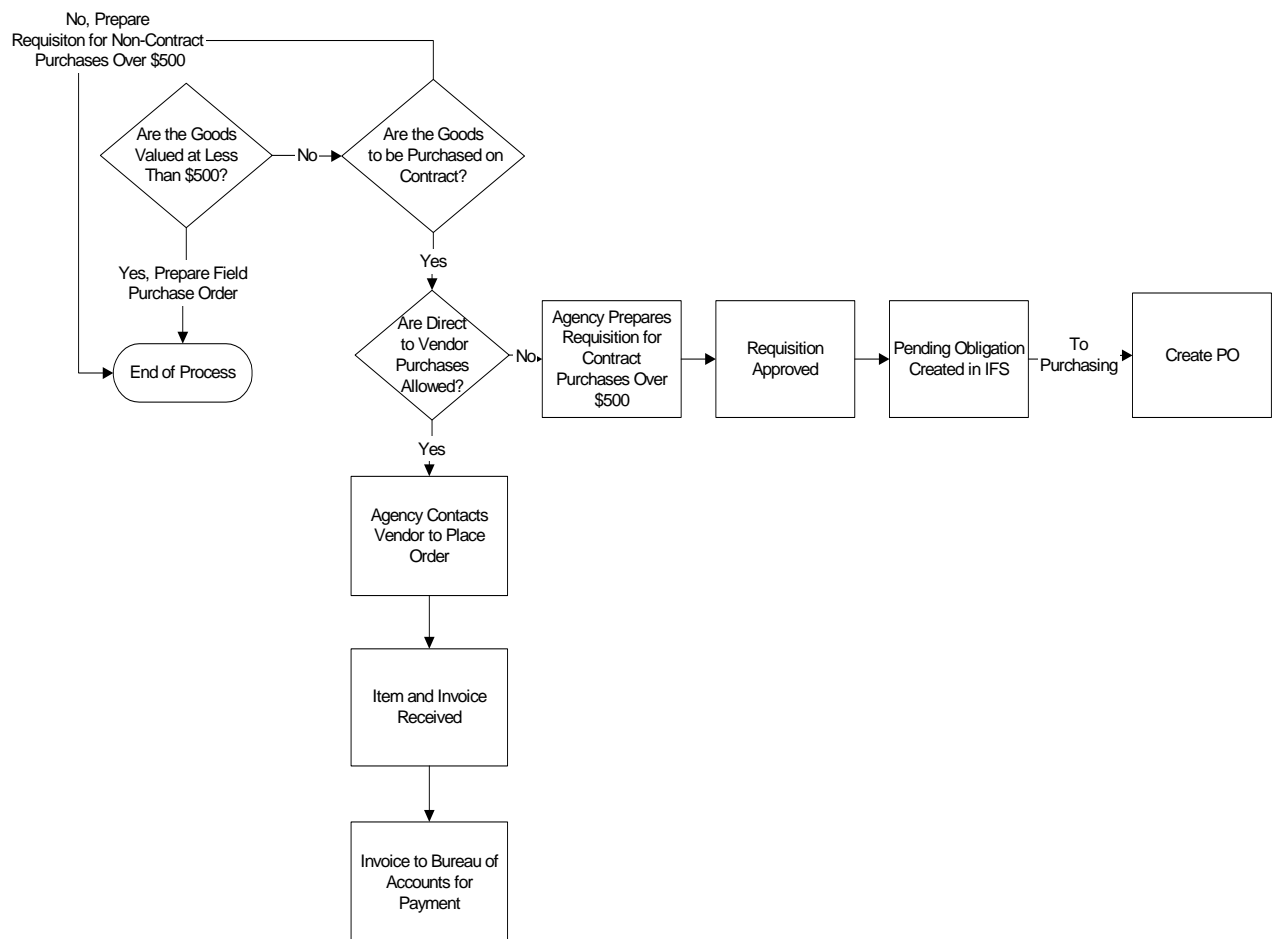 No, Prepare
Requisiton for Non-Contract
Purchases Over $500
Are the Goods
Valued at Less
Than $500?
No
Are the Goods
to be Purchased on
Contract?
Yes, Prepare Field
Purchase Order
End of Process
Yes
Are Direct
to Vendor
Purchases
Allowed?
No
Agency Prepares
Requisition for
Contract
Purchases Over
$500
Requisition
Approved
Pending Obligation
Created in IFS
To
Purchasing
Create PO
Yes
Agency Contacts
Vendor to Place
Order
Item and Invoice
Received
Invoice to Bureau of
Accounts for
Payment